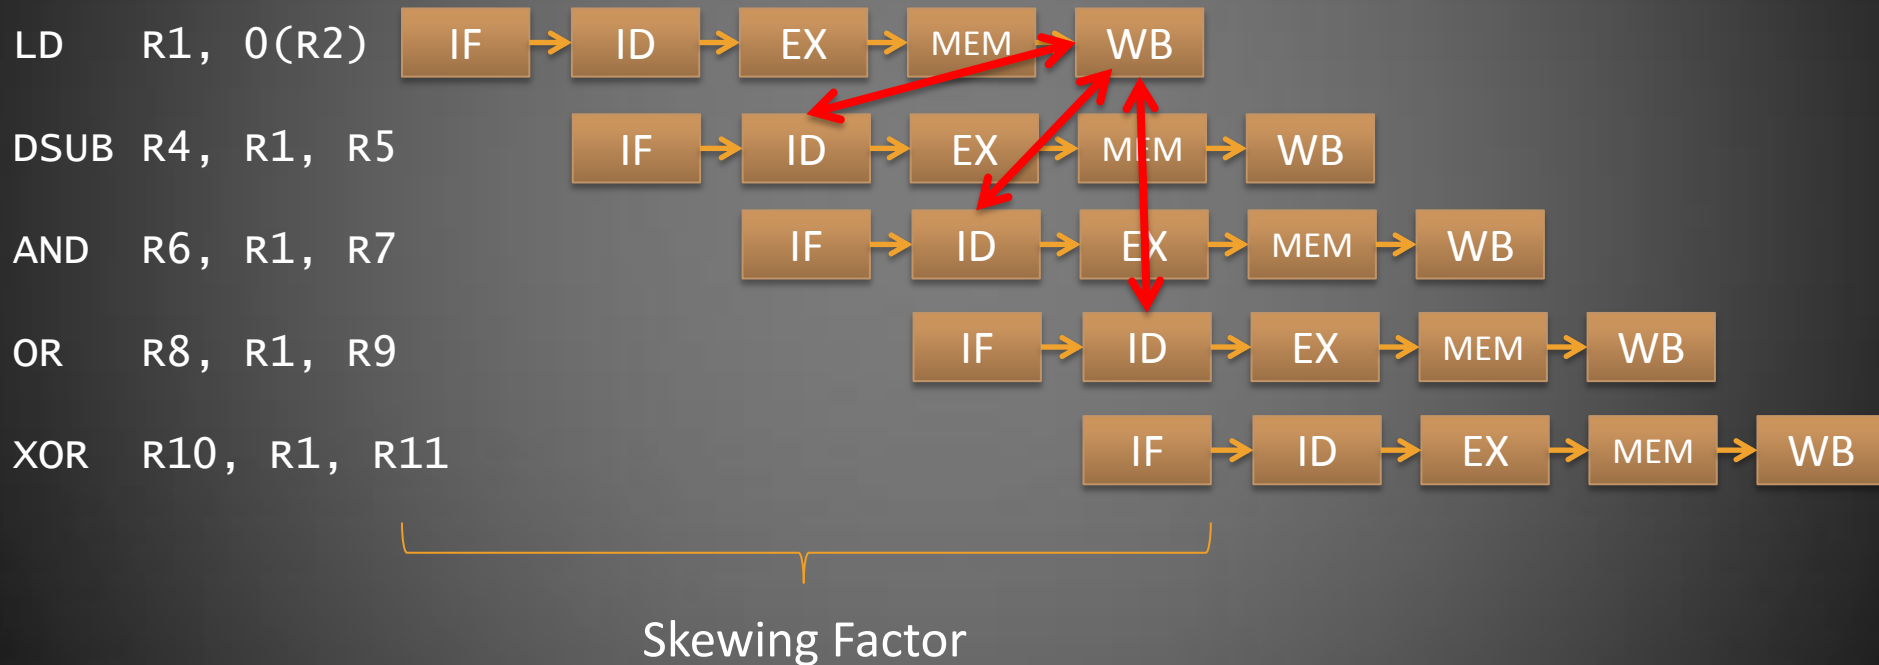 LD R1, 0(R2) IF ID EX MEM WB
DSUB R4, R1, R5 IF ID EX MEM WB
AND R6, R1, R7 IF ID EX MEM WB
OR R8, R1, R9 IF ID EX MEM WB
XOR R10, R1, R11 IF ID EX MEM WB
Skewing Factor